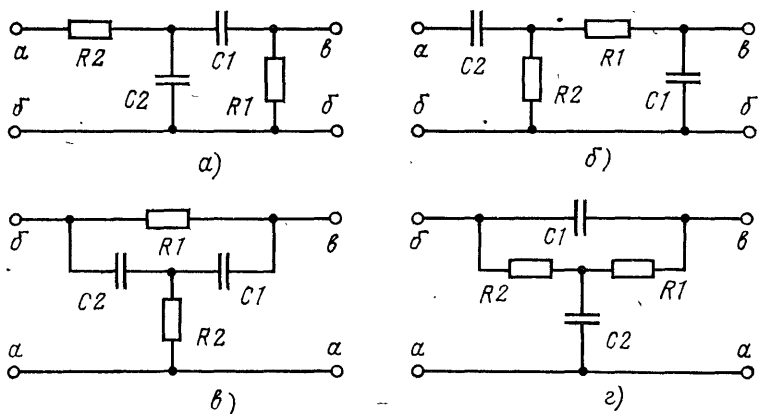 а R2 C1 в
C2 R1
б б
а)
а C2 R1 в
R2 C1
б б
б)
б R1 в
C2 C1
R2
а а
в)
б C1 в
R2 R1
C2
а а
г)